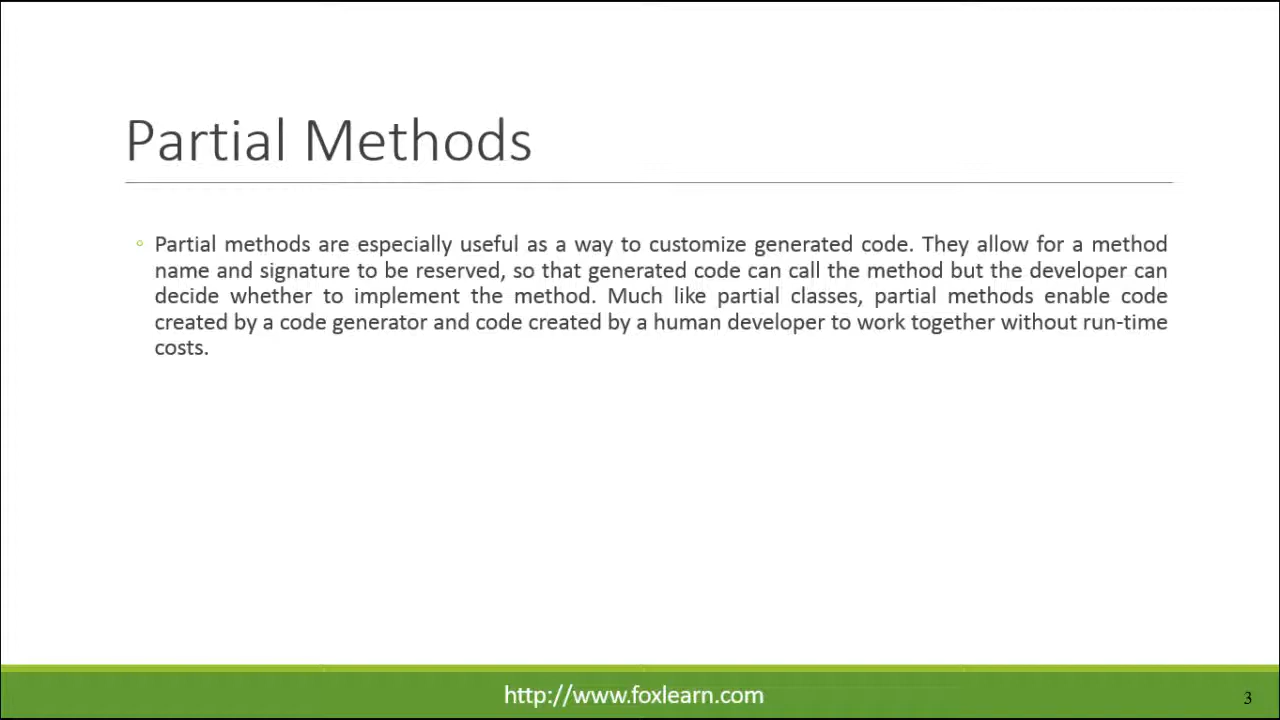 Partial Methods
Partial methods are especially useful as a way to customize generated code. They allow for a method
name and signature to be reserved, so that generated code can call the method but the developer can
decide whether to implement the method. Much like partial classes, partial methods enable code
created by a code generator and code created by a human developer to work together without run-time
costs.
http://www.foxlearn.com
3